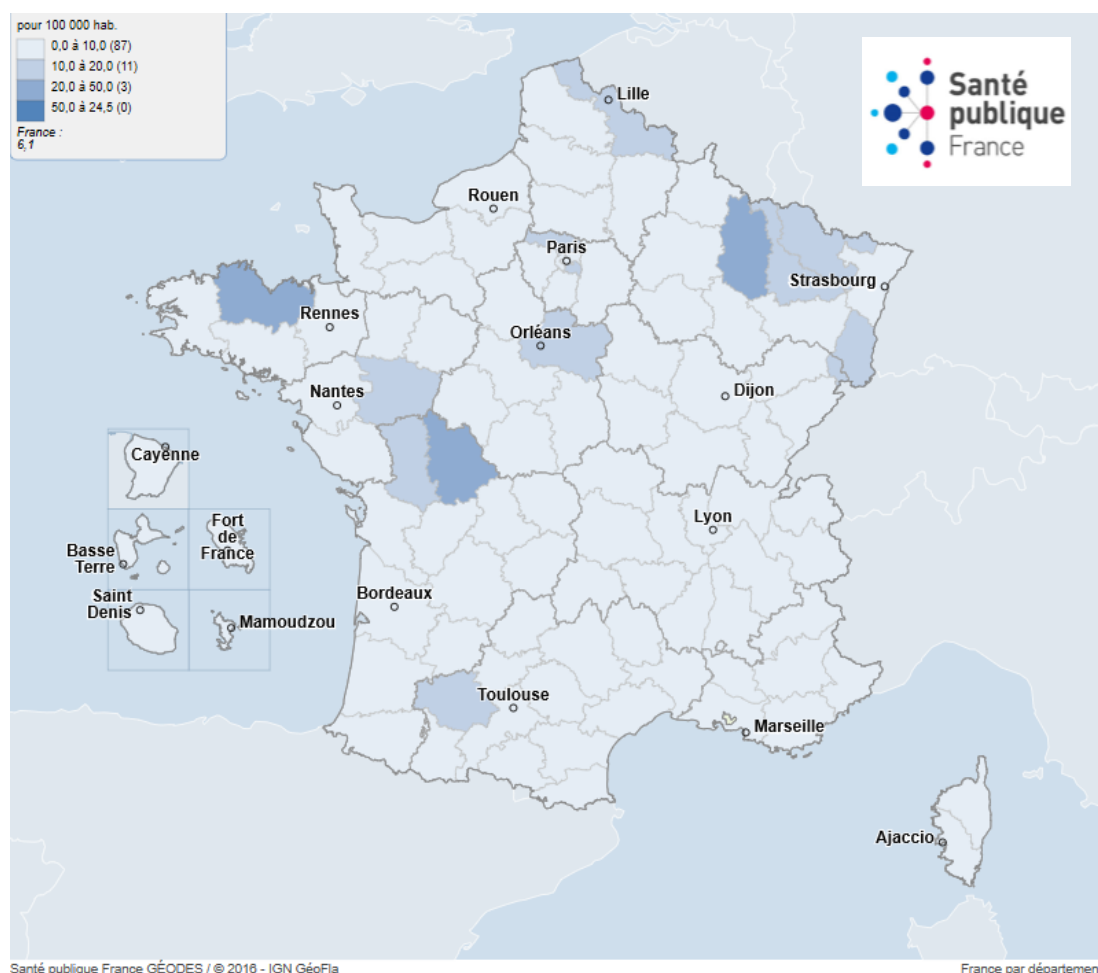 pour 100 000 hab.
0,0 à 10,0 (87)
10,0 à 20,0 (11)
20,0 à 50,0 (3)
50,0 à 24,5 (0)
France :
6,1
Santé
publique
France
Lille
Rouen
Paris
Strasbourg
Rennes
Orléans
Nantes
Dijon
Cayenne
Lyon
Fort
de
France
Basse
Terre
Bordeaux
Saint
Denis
Mamoudzou
Toulouse
Marseille
Ajaccio
Santé publique France GÉODES / © 2016 - IGN GéoFla
France par départemen